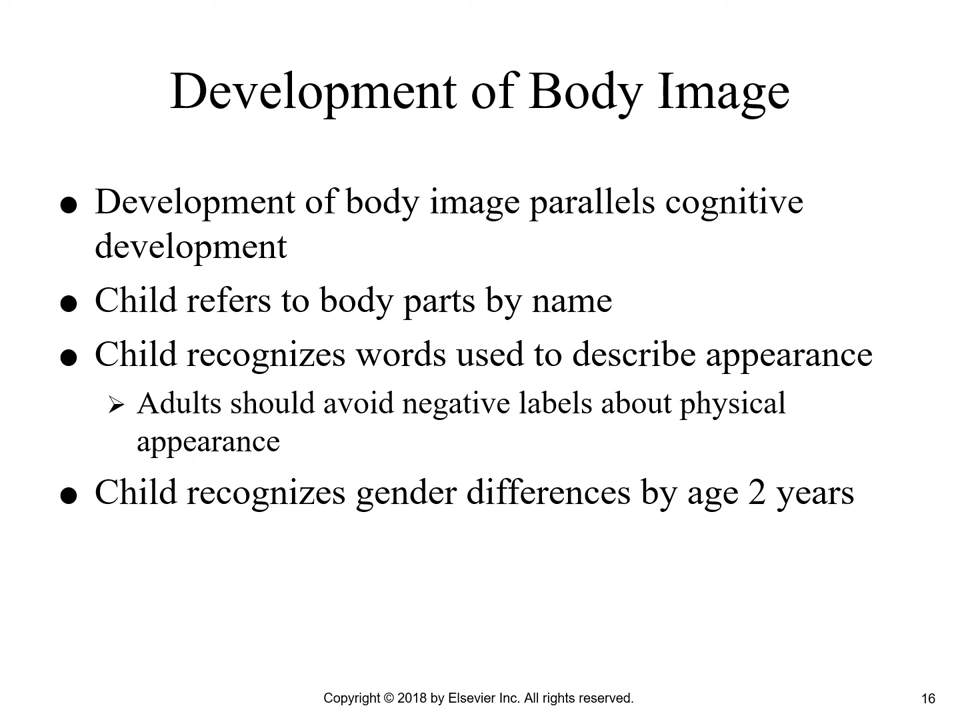 Development of Body Image
● Development of body image parallels cognitive
development
● Child refers to body parts by name
● Child recognizes words used to describe appearance
➢ Adults should avoid negative labels about physical
appearance
● Child recognizes gender differences by age 2 years
Copyright © 2018 by Elsevier Inc. All rights reserved.
16